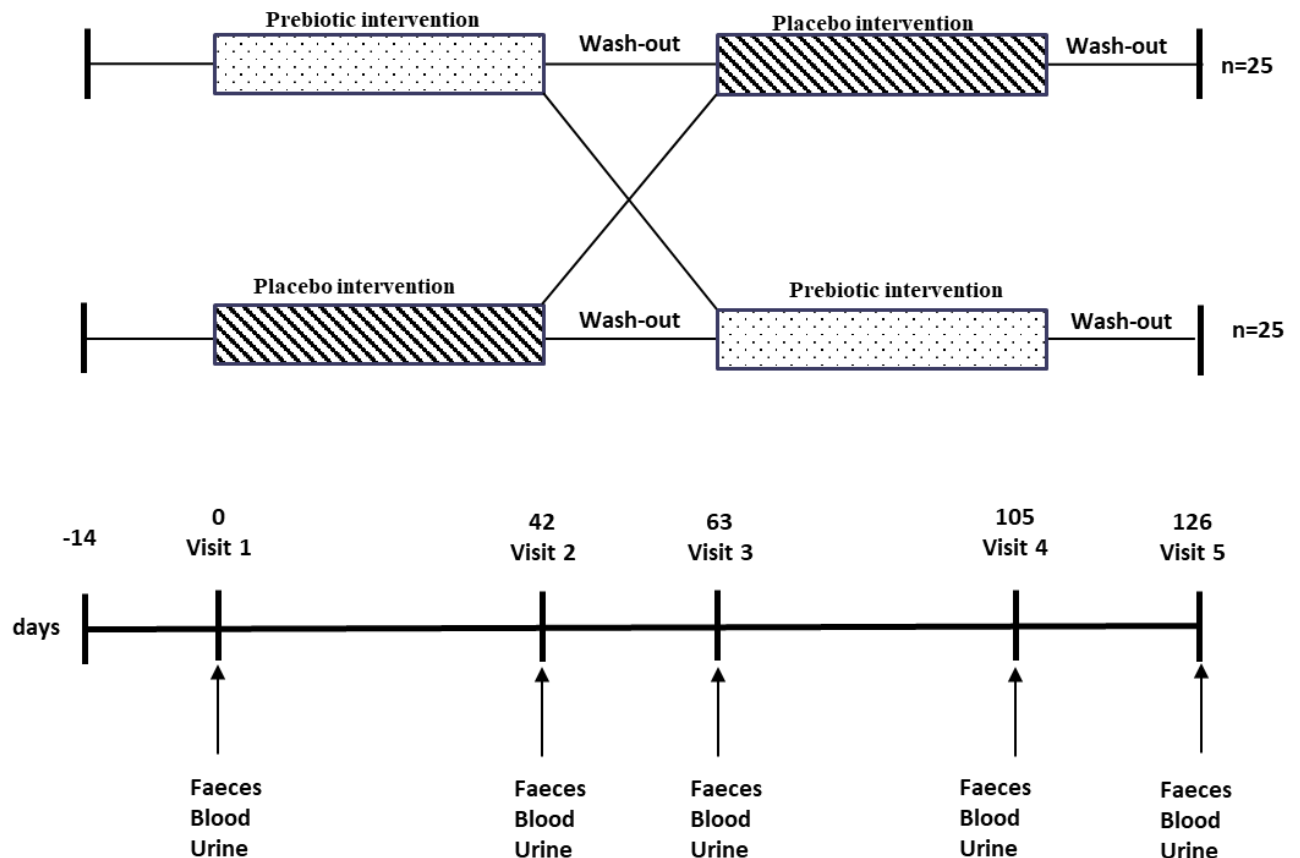 Prebiotic intervention
Wash-out
Placebo intervention
Wash-out
n=25
Placebo intervention
Wash-out
Prebiotic intervention
Wash-out
n=25
-14
0
Visit 1
42
Visit 2
63
Visit 3
105
Visit 4
126
Visit 5
days
Faeces
Blood
Urine
Faeces
Blood
Urine
Faeces
Blood
Urine
Faeces
Blood
Urine
Faeces
Blood
Urine